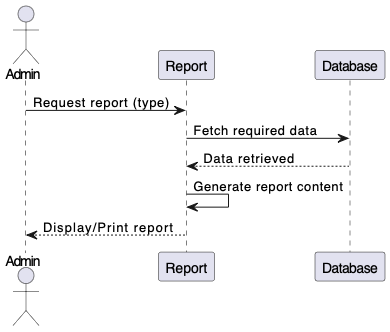 Admin
Report
Database
Request report (type)
Fetch required data
Data retrieved
Generate report content
Display/Print report
Admin
Report
Database